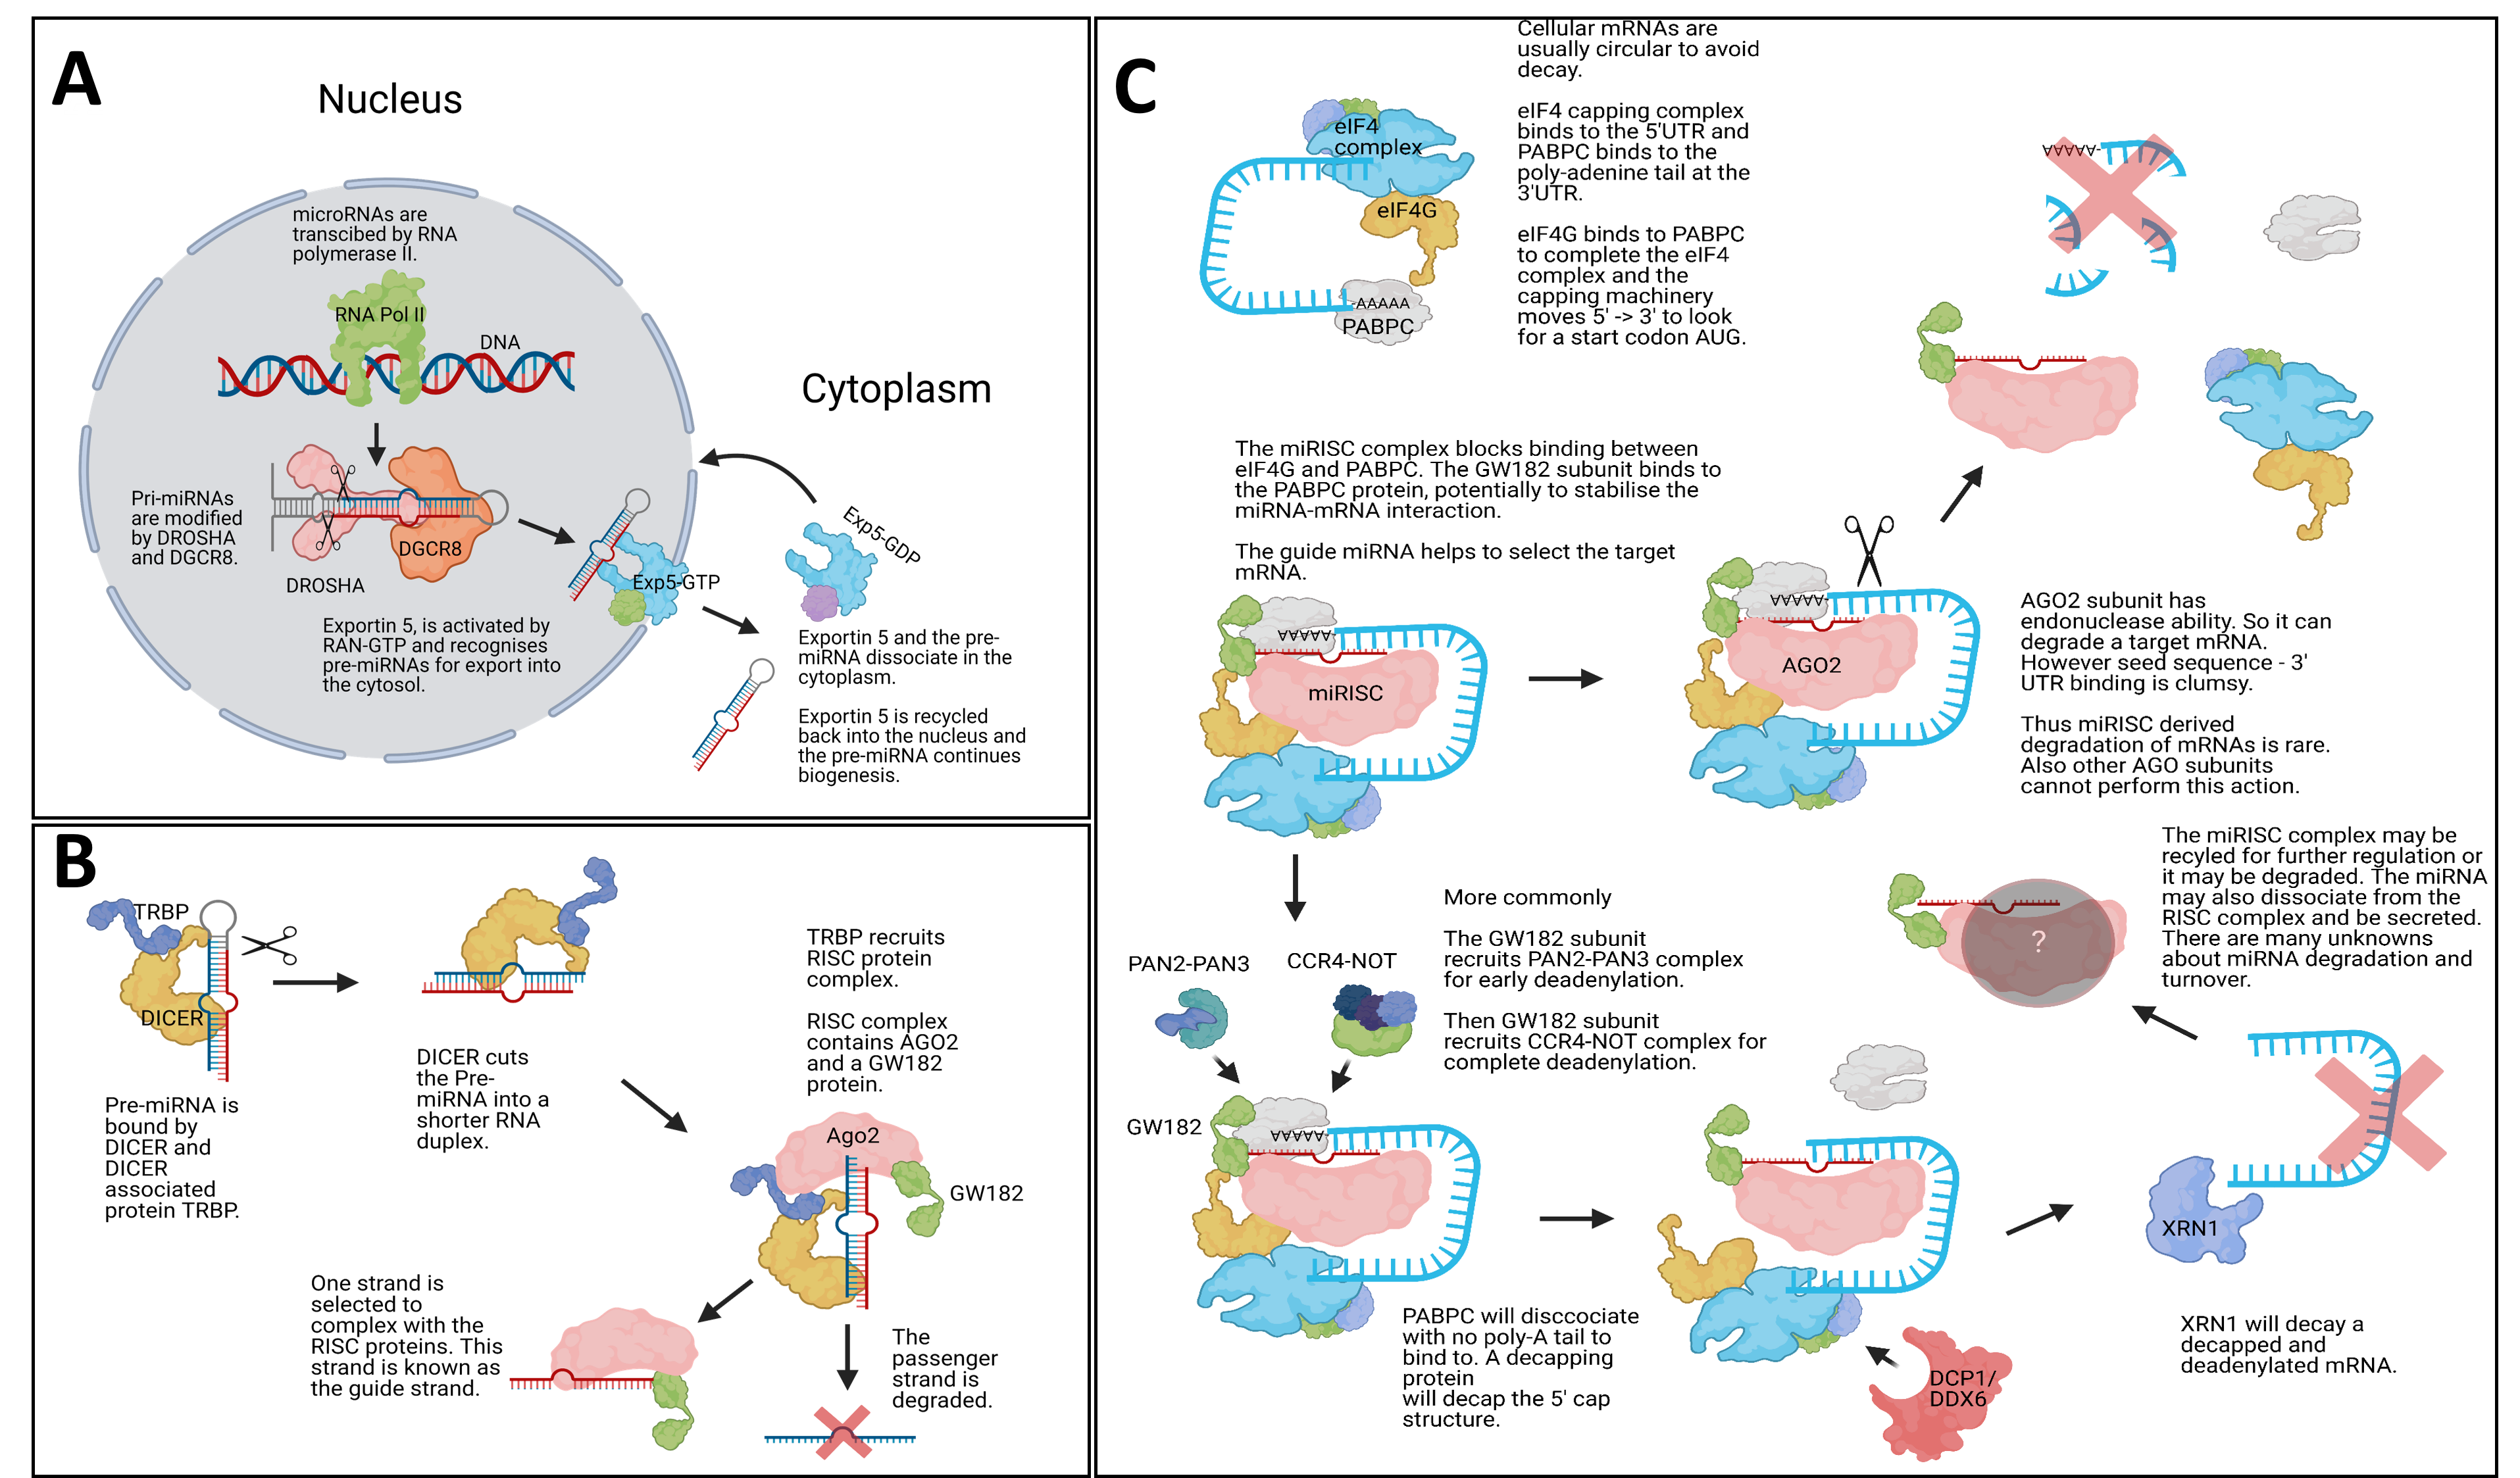 A
Nucleus
microRNAs are
transcibed by RNA
polymerase II.
RNA Pol II
DNA
Cytoplasm
Pri-miRNAs
are modified
by DROSHA
and DGCR8.
DGCR8
DROSHA
Exp5-GTP
Exp5-GDP
Exportin 5, is activated by
RAN-GTP and recognises
pre-miRNAs for export into
the cytosol.
Exportin 5 and the pre-
miRNA dissociate in the
cytoplasm.
Exportin 5 is recycled
back into the nucleus and
the pre-miRNA continues
biogenesis.
B
TRBP
DICER
Pre-miRNA is
bound by
DICER and
DICER
associated
protein TRBP.
DICER cuts
the Pre-
miRNA into a
shorter RNA
duplex.
TRBP recruits
RISC protein
complex.
RISC complex
contains AGO2
and a GW182
protein.
Ago2
GW182
One strand is
selected to
complex with the
RISC proteins. This
strand is known as
the guide strand.
The
passenger
strand is
degraded.
C
Cellular mRNAs are
usually circular to avoid
decay.
eIF4 capping complex
binds to the 5'UTR and
PABPC binds to the
poly-adenine tail at the
3'UTR.
eIF4G binds to PABPC
to complete the eIF4
complex and the
capping machinery
moves 5' -> 3' to look
for a start codon AUG.
eIF4
complex
eIF4G
-AAAAA
PABPC
AAAAA-
The miRISC complex blocks binding between
eIF4G and PABPC. The GW182 subunit binds to
the PABPC protein, potentially to stabilise the
miRNA-mRNA interaction.
The guide miRNA helps to select the target
mRNA.
AAAAA-
miRISC
AAAAA-
AGO2
AGO2 subunit has
endonuclease ability. So it can
degrade a target mRNA.
However seed sequence - 3'
UTR binding is clumsy.
Thus miRISC derived
degradation of mRNAs is rare.
Also other AGO subunits
cannot perform this action.
PAN2-PAN3
CCR4-NOT
More commonly
The GW182 subunit
recruits PAN2-PAN3 complex
for early deadenylation.
Then GW182 subunit
recruits CCR4-NOT complex for
complete deadenylation.
GW182
AAAAA-
PABPC will disccociate
with no poly-A tail to
bind to. A decapping
protein
will decap the 5' cap
structure.
DCP1/
DDX6
XRN1
XRN1 will decay a
decapped and
deadenylated mRNA.
?
The miRISC complex may be
recyled for further regulation or
it may be degraded. The miRNA
may also dissociate from the
RISC complex and be secreted.
There are many unknowns
about miRNA degradation and
turnover.